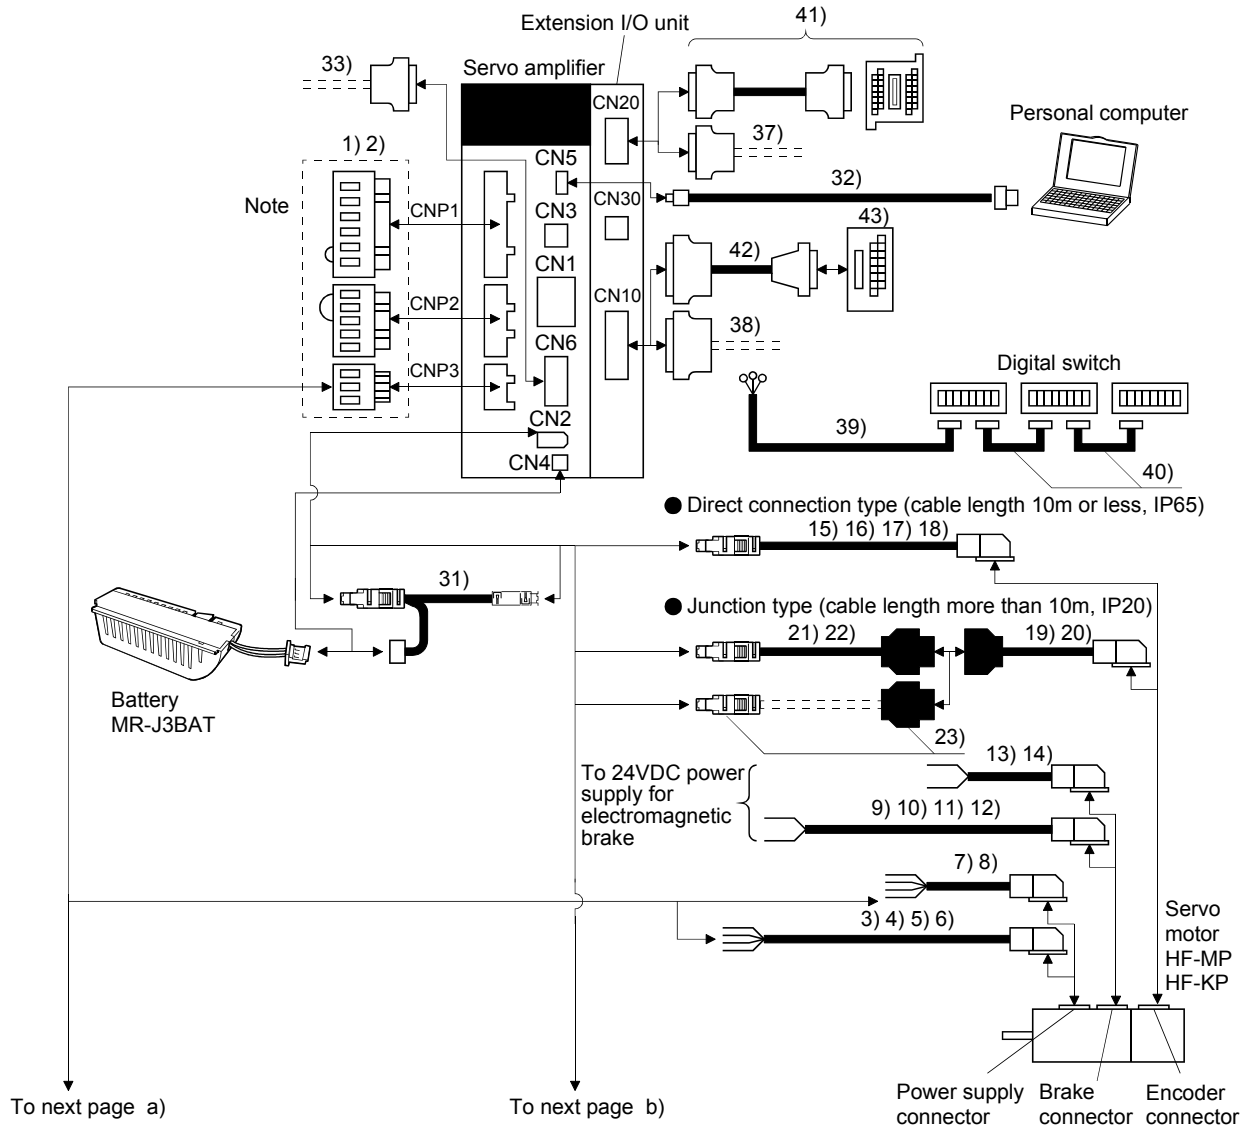 Extension I/O unit
41)
33)
Servo amplifier
CN20
Personal computer
1) 2)
CN5
37)
32)
Note
CNP1
CN3
CN30
43)
42)
CN1
CNP2
CN10
CN6
38)
CNP3
Digital switch
CN2
39)
CN4
40)
● Direct connection type (cable length 10m or less, IP65)
15) 16) 17) 18)
31)
● Junction type (cable length more than 10m, IP20)
21) 22)
19) 20)
Battery
MR-J3BAT
23)
To 24VDC power
supply for
electromagnetic
brake
13) 14)
9) 10) 11) 12)
7) 8)
3) 4) 5) 6)
Servo
motor
HF-MP
HF-KP
To next page a)
To next page b)
Power supply
connector
Brake
connector
Encoder
connector